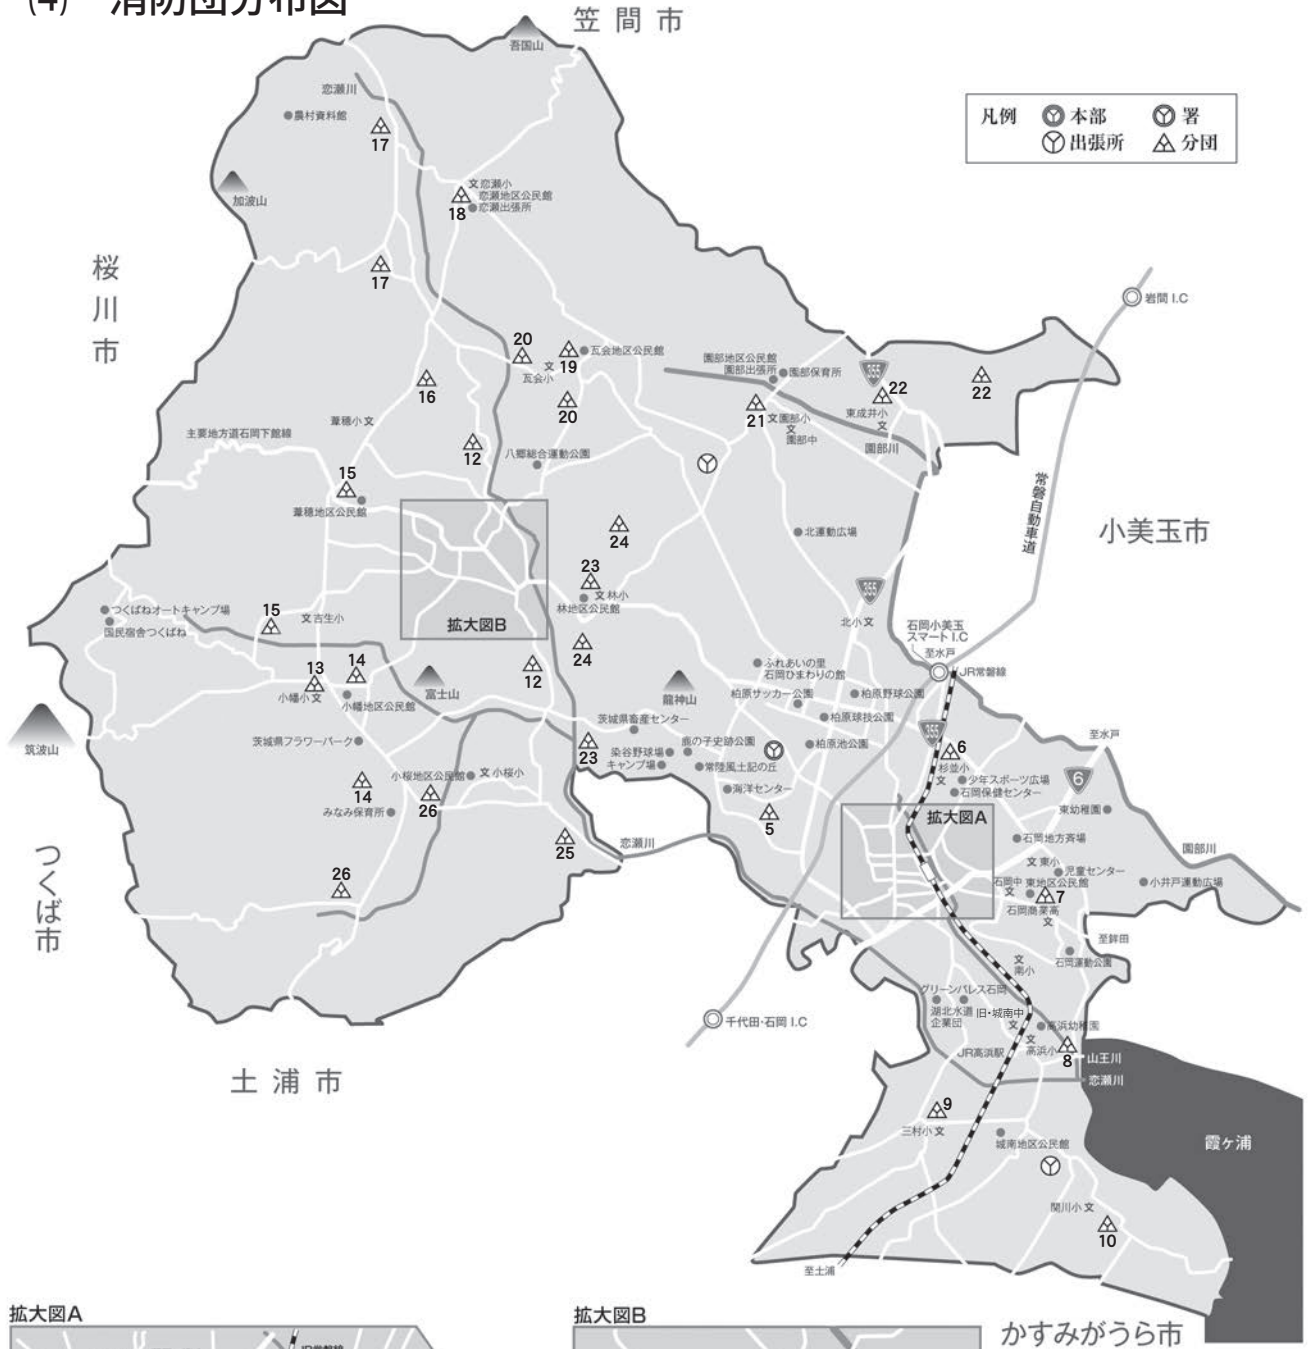 (4) 消防団分布図
笠間市
吾国山
凡例 本部 署
出張所 分団
恋瀬川
農村資料館
17
加波山
文恋瀬小
恋瀬地区公民館
恋瀬出張所
18
桜川市
17
岩間 I.C
20
19
瓦会地区公民館
文
瓦会小
園部地区公民館
園部出張所
園部保育所
355
22
22
16
20
21
文園部小
文
園部中
東成井小
文
園部川
葦穂小文
主要地方道石岡下館線
12
八郷総合運動公園
15
葦穂地区公民館
常磐自動車道
小美玉市
24
北運動広場
23
文林小
林地区公民館
355
つくばねオートキャンプ場
国民宿舎つくばね
15
文吉生小
拡大図B
北小文
石岡小美玉
スマート I.C
至水戸
JR常磐線
24
13
14
小幡小文
小幡地区公民館
富士山
12
龍神山
ふれあいの里
石岡ひまわりの館
柏原サッカー公園
柏原野球公園
柏原球技公園
筑波山
茨城県フラワーパーク
茨城県畜産センター
染谷野球場
キャンプ場
鹿の子史跡公園
常陸風土記の丘
柏原池公園
355
6
杉並小
文
至水戸
6
23
14
小桜地区公民館
文小桜小
26
みなみ保育所
海洋センター
5
少年スポーツ広場
石岡保健センター
東幼稚園
拡大図A
石岡地方斎場
25
恋瀬川
園部川
文東小
児童センター
石岡中
文
東地区公民館
小井戸運動広場
7
石岡商業高
文
つくば市
26
至鉾田
石岡運動公園
文
南小
グリーンパレス石岡
湖北水道
企業団
旧・城南中
文
高浜幼稚園
千代田・石岡 I.C
文
高浜小
8
JR高浜駅
山王川
恋瀬川
土浦市
9
三村小文
城南地区公民館
霞ヶ浦
関川小文
10
至土浦
かすみがうら市
拡大図A
拡大図B
JR常磐線